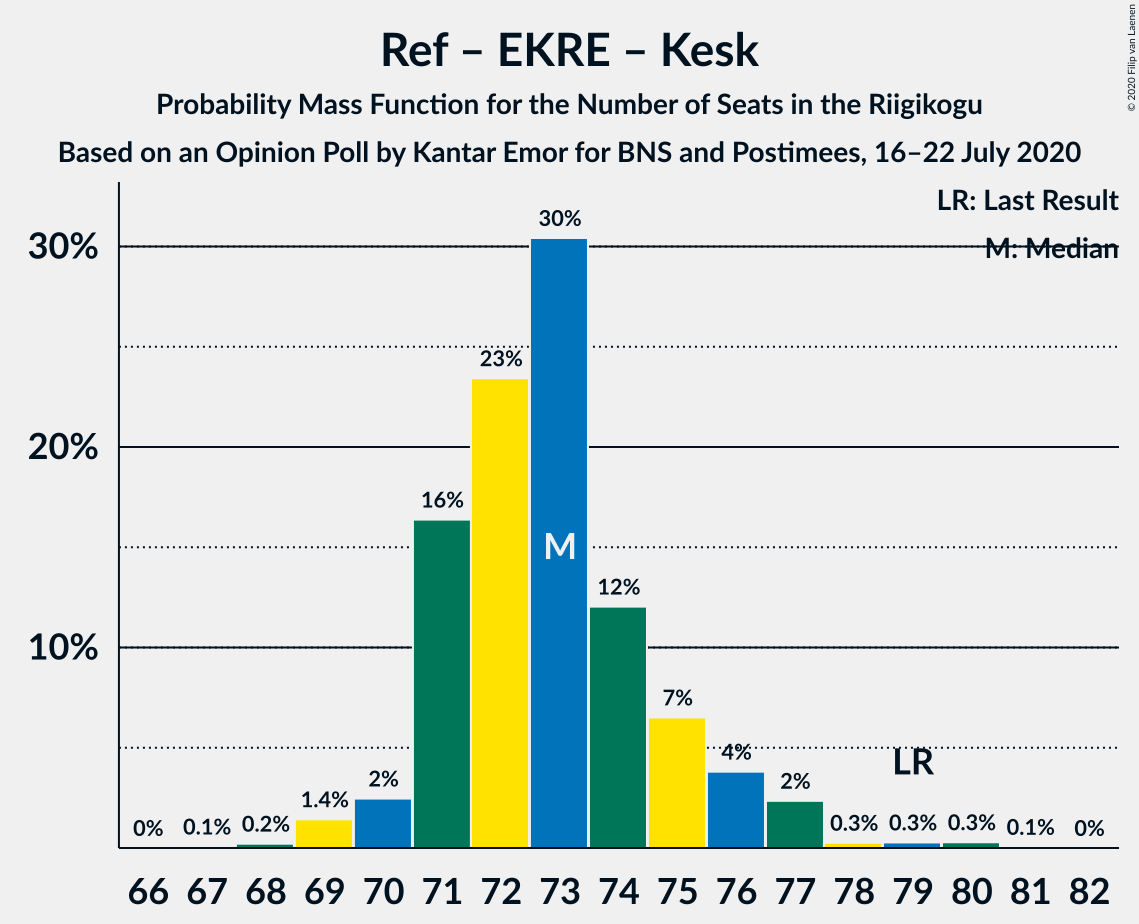 Ref – EKRE – Kesk
Probability Mass Function for the Number of Seats in the Riigikogu
Based on an Opinion Poll by Kantar Emor for BNS and Postimees, 16–22 July 2020
© 2020 Filip van Laenen
LR: Last Result
M: Median
30%
20%
10%
0% 0.1% 0.2% 1.4% 2% 16% 23% 30% 12% 7% 4% 2% 0.3% 0.3% 0.3% 0.1% 0%
M
LR
66 67 68 69 70 71 72 73 74 75 76 77 78 79 80 81 82